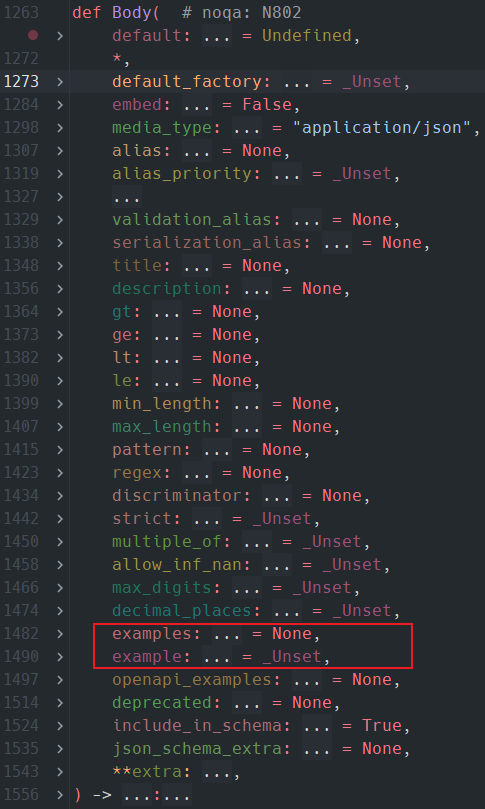 1263 def Body(  # noqa: N802
default: ... = Undefined,
1272 *,
1273 default_factory: ... = _Unset,
1284 embed: ... = False,
1298 media_type: ... = "application/json",
1307 alias: ... = None,
1319 alias_priority: ... = _Unset,
1327 ...
1329 validation_alias: ... = None,
1338 serialization_alias: ... = None,
1348 title: ... = None,
1356 description: ... = None,
1364 gt: ... = None,
1373 ge: ... = None,
1382 lt: ... = None,
1390 le: ... = None,
1399 min_length: ... = None,
1407 max_length: ... = None,
1415 pattern: ... = None,
1423 regex: ... = None,
1434 discriminator: ... = None,
1442 strict: ... = _Unset,
1450 multiple_of: ... = _Unset,
1458 allow_inf_nan: ... = _Unset,
1466 max_digits: ... = _Unset,
1474 decimal_places: ... = _Unset,
1482 examples: ... = None,
1490 example: ... = _Unset,
1497 openapi_examples: ... = None,
1514 deprecated: ... = None,
1524 include_in_schema: ... = True,
1535 json_schema_extra: ... = None,
1543 **extra: ...,
1556 ) -> ...:...